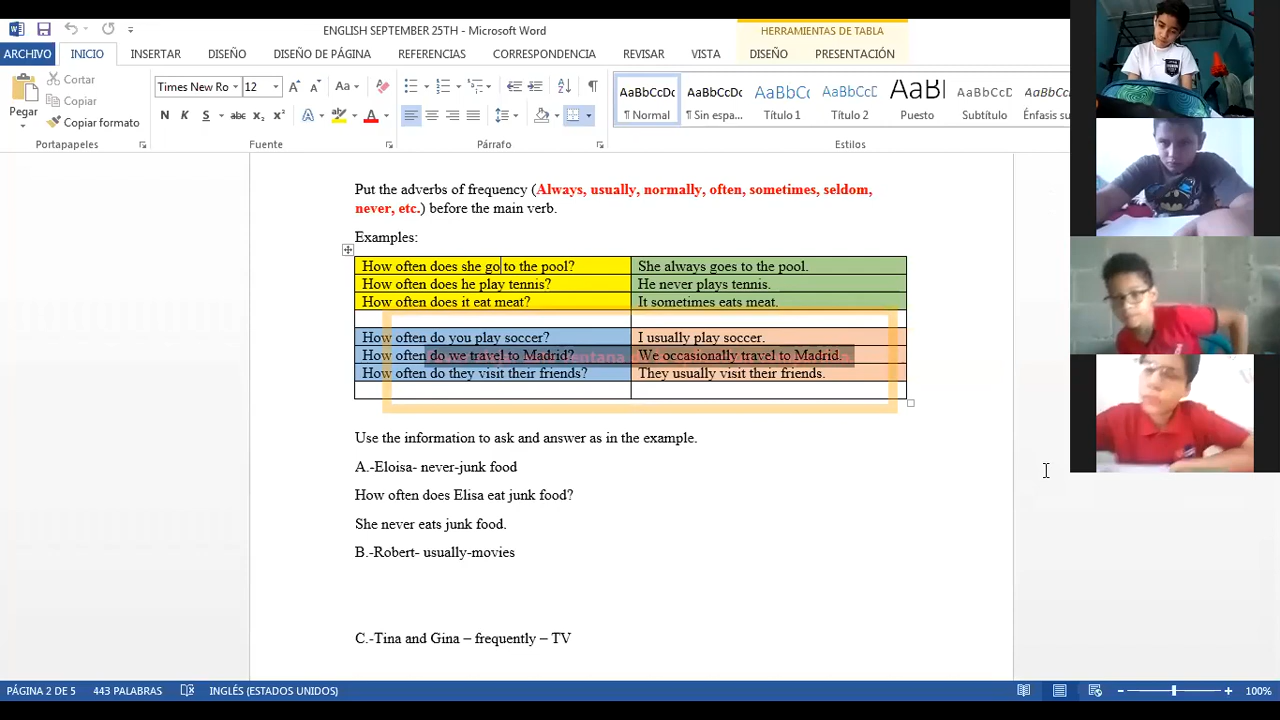 ENGLISH SEPTEMBER 25TH - Microsoft Word
HERRAMIENTAS DE TABLA
ARCHIVO INICIO INSERTAR DISEÑO DISEÑO DE PÁGINA REFERENCIAS CORRESPONDENCIA REVISAR VISTA DISEÑO PRESENTACIÓN
Pegar
Cortar
Copiar
Copiar formato
Portapapeles
Times New Ro 12
N K S abc x₂ x²
Fuente
Párrafo
AaBbCcDc AaBbCcDc AaBbCc AaBbCcD AaBl AaBbCcD AaBbCcDc
¶ Normal ¶ Sin espa... Título 1 Título 2 Puesto Subtítulo Énfasis su
Estilos
Put the adverbs of frequency (Always, usually, normally, often, sometimes, seldom,
never, etc.) before the main verb.
Examples:
How often does she go to the pool? She always goes to the pool.
How often does he play tennis? He never plays tennis.
How often does it eat meat? It sometimes eats meat.
How often do you play soccer? I usually play soccer.
How often do we travel to Madrid? We occasionally travel to Madrid.
How often do they visit their friends? They usually visit their friends.
Use the information to ask and answer as in the example.
A.-Eloisa- never-junk food
How often does Elisa eat junk food?
She never eats junk food.
B.-Robert- usually-movies
C.-Tina and Gina – frequently – TV
PÁGINA 2 DE 5 443 PALABRAS INGLÉS (ESTADOS UNIDOS) 100%